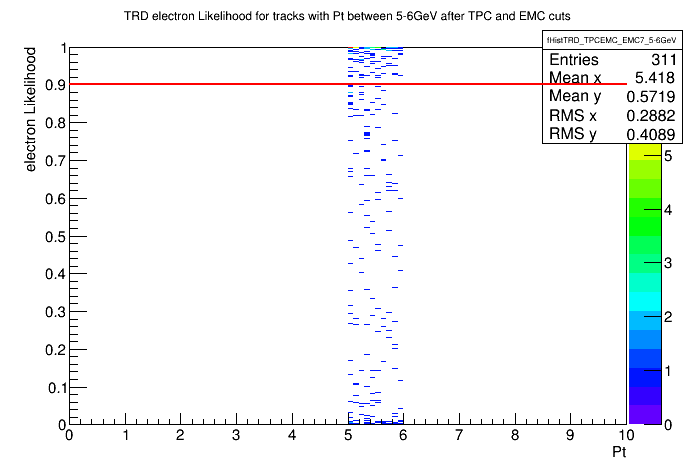 TRD electron Likelihood for tracks with Pt between 5-6GeV after TPC and EMC cuts
fHistTRD_TPCEMC_EMC7_5-6GeV
Entries 311
Mean x 5.418
Mean y 0.5719
RMS x 0.2882
RMS y 0.4089
electron Likelihood
1
0.9
0.8
0.7
0.6
0.5
0.4
0.3
0.2
0.1
0
0 1 2 3 4 5 6 7 8 9 10
Pt
5
4
3
2
1
0